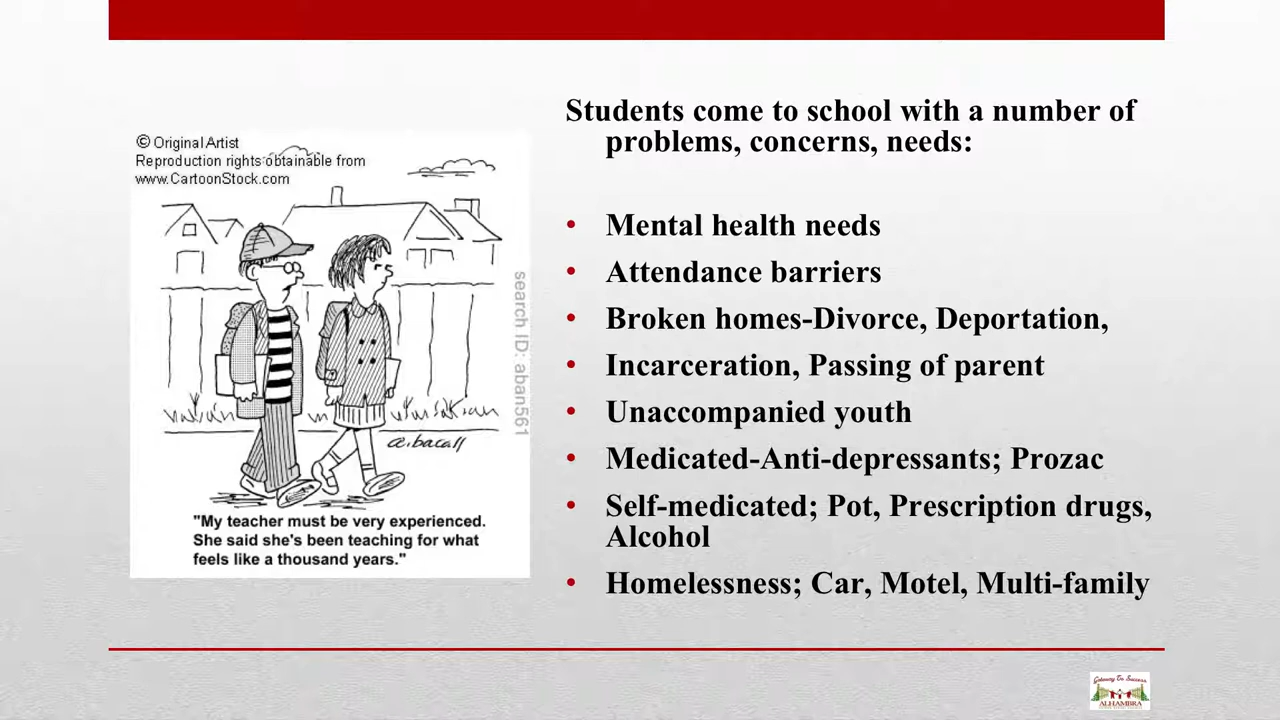 © Original Artist
Reproduction rights obtainable from
www.CartoonStock.com
search ID: aban561
a.bacall
"My teacher must be very experienced.
She said she's been teaching for what
feels like a thousand years."
Students come to school with a number of
problems, concerns, needs:
• Mental health needs
• Attendance barriers
• Broken homes-Divorce, Deportation,
• Incarceration, Passing of parent
• Unaccompanied youth
• Medicated-Anti-depressants; Prozac
• Self-medicated; Pot, Prescription drugs,
Alcohol
• Homelessness; Car, Motel, Multi-family
Gateway To Success
ALHAMBRA